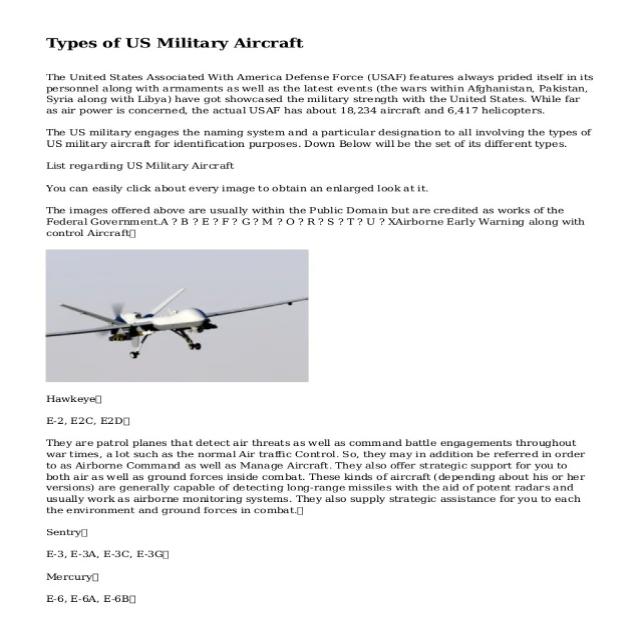 Types of US Military Aircraft
The United States Associated With America Defense Force (USAF) features always prided itself in its
personnel along with armaments as well as the latest events (the wars within Afghanistan, Pakistan,
Syria along with Libya) have got showcased the military strength with the United States. While far
as air power is concerned, the actual USAF has about 18,234 aircraft and 6,417 helicopters.
The US military engages the naming system and a particular designation to all involving the types of
US military aircraft for identification purposes. Down Below will be the set of its different types.
List regarding US Military Aircraft
You can easily click about every image to obtain an enlarged look at it.
The images offered above are usually within the Public Domain but are credited as works of the
Federal Government.A ? B ? E ? F ? G ? M ? O ? R ? S ? T ? U ? XAirborne Early Warning along with
control Aircraft
Hawkeye
E-2, E2C, E2D
They are patrol planes that detect air threats as well as command battle engagements throughout
war times, a lot such as the normal Air traffic Control. So, they may in addition be referred in order
to as Airborne Command as well as Manage Aircraft. They also offer strategic support for you to
both air as well as ground forces inside combat. These kinds of aircraft (depending about his or her
versions) are generally capable of detecting long-range missiles with the aid of potent radars and
usually work as airborne monitoring systems. They also supply strategic assistance for you to each
the environment and ground forces in combat.
Sentry
E-3, E-3A, E-3C, E-3G
Mercury
E-6, E-6A, E-6B